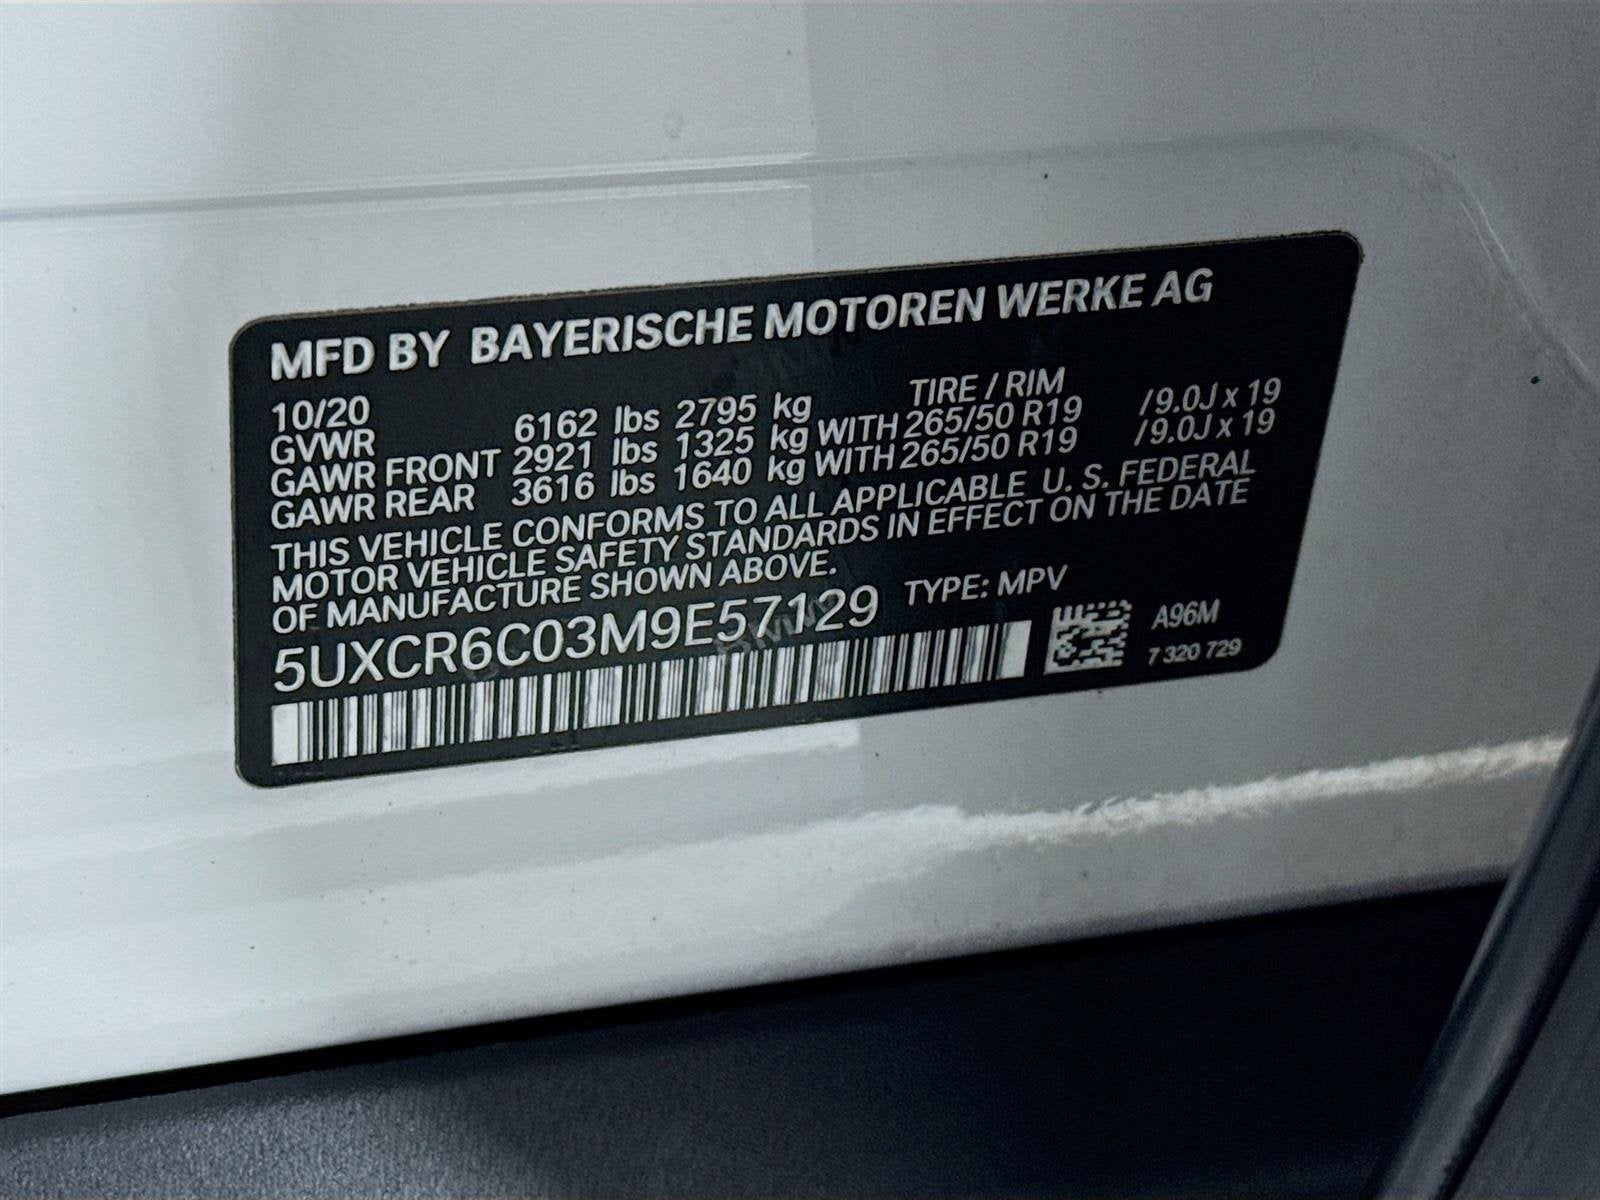 MFD BY BAYERISCHE MOTOREN WERKE AG
10/20 TIRE / RIM
GVWR 6162 lbs 2795 kg
GAWR FRONT 2921 lbs 1325 kg WITH 265/50 R19 /9.0J x 19
GAWR REAR 3616 lbs 1640 kg WITH 265/50 R19 /9.0J x 19
THIS VEHICLE CONFORMS TO ALL APPLICABLE U. S. FEDERAL
MOTOR VEHICLE SAFETY STANDARDS IN EFFECT ON THE DATE
OF MANUFACTURE SHOWN ABOVE.
5UXCR6C03M9E57129 TYPE: MPV
A96M
7 320 729